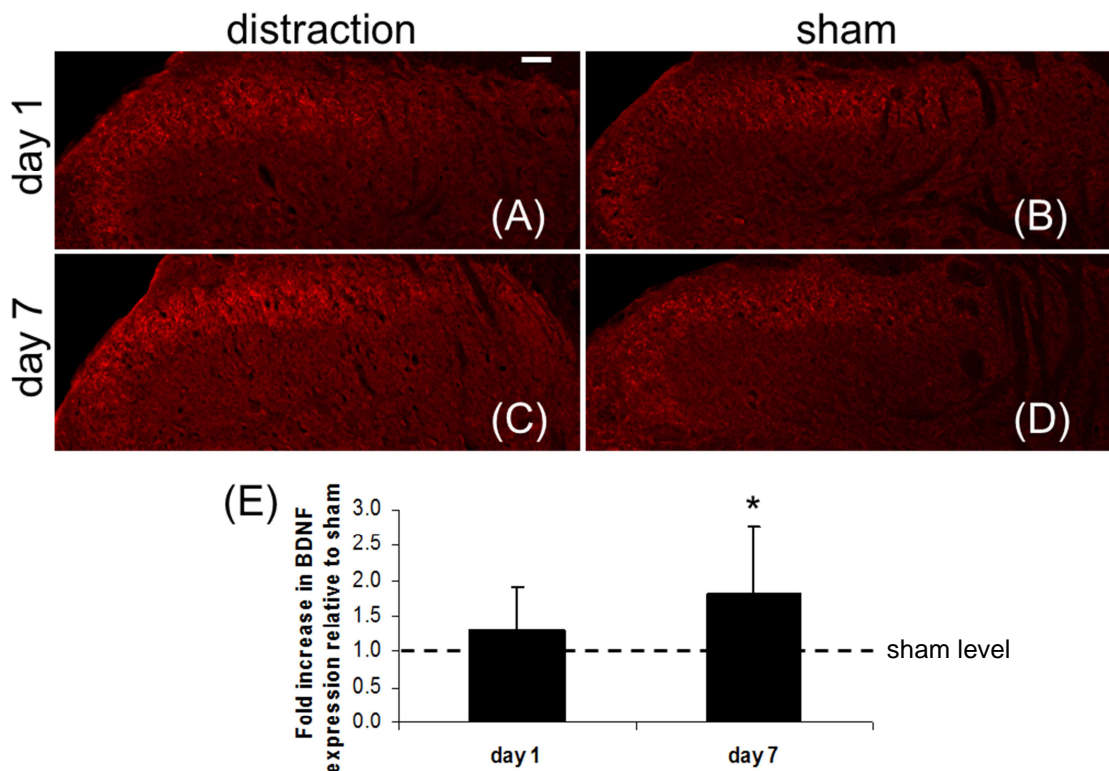 distraction
sham
day 1
(A)
(B)
day 7
(C)
(D)
(E)
Fold increase in BDNF
expression relative to sham
3.0
*
2.5
2.0
1.5
1.0
sham level
0.5
0.0
day 1
day 7